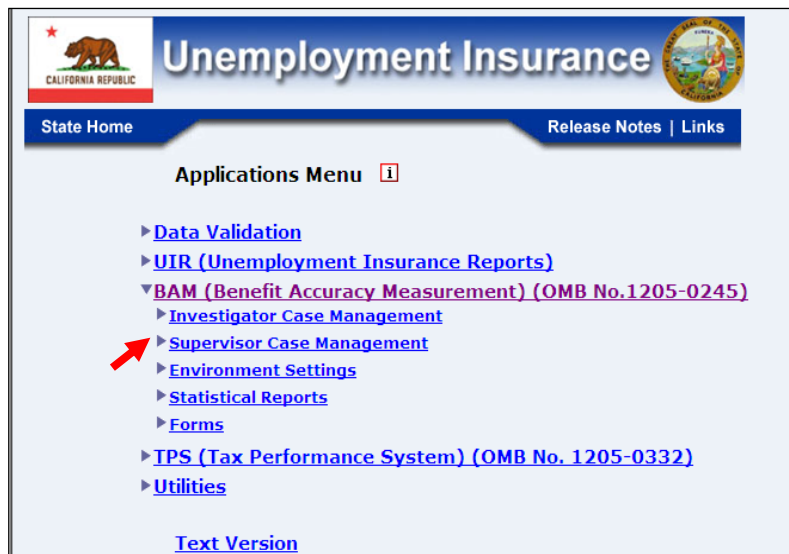 CALIFORNIA REPUBLIC
Unemployment Insurance
State Home
Release Notes | Links
Applications Menu i
Data Validation
UIR (Unemployment Insurance Reports)
BAM (Benefit Accuracy Measurement) (OMB No.1205-0245)
Investigator Case Management
Supervisor Case Management
Environment Settings
Statistical Reports
Forms
TPS (Tax Performance System) (OMB No. 1205-0332)
Utilities
Text Version